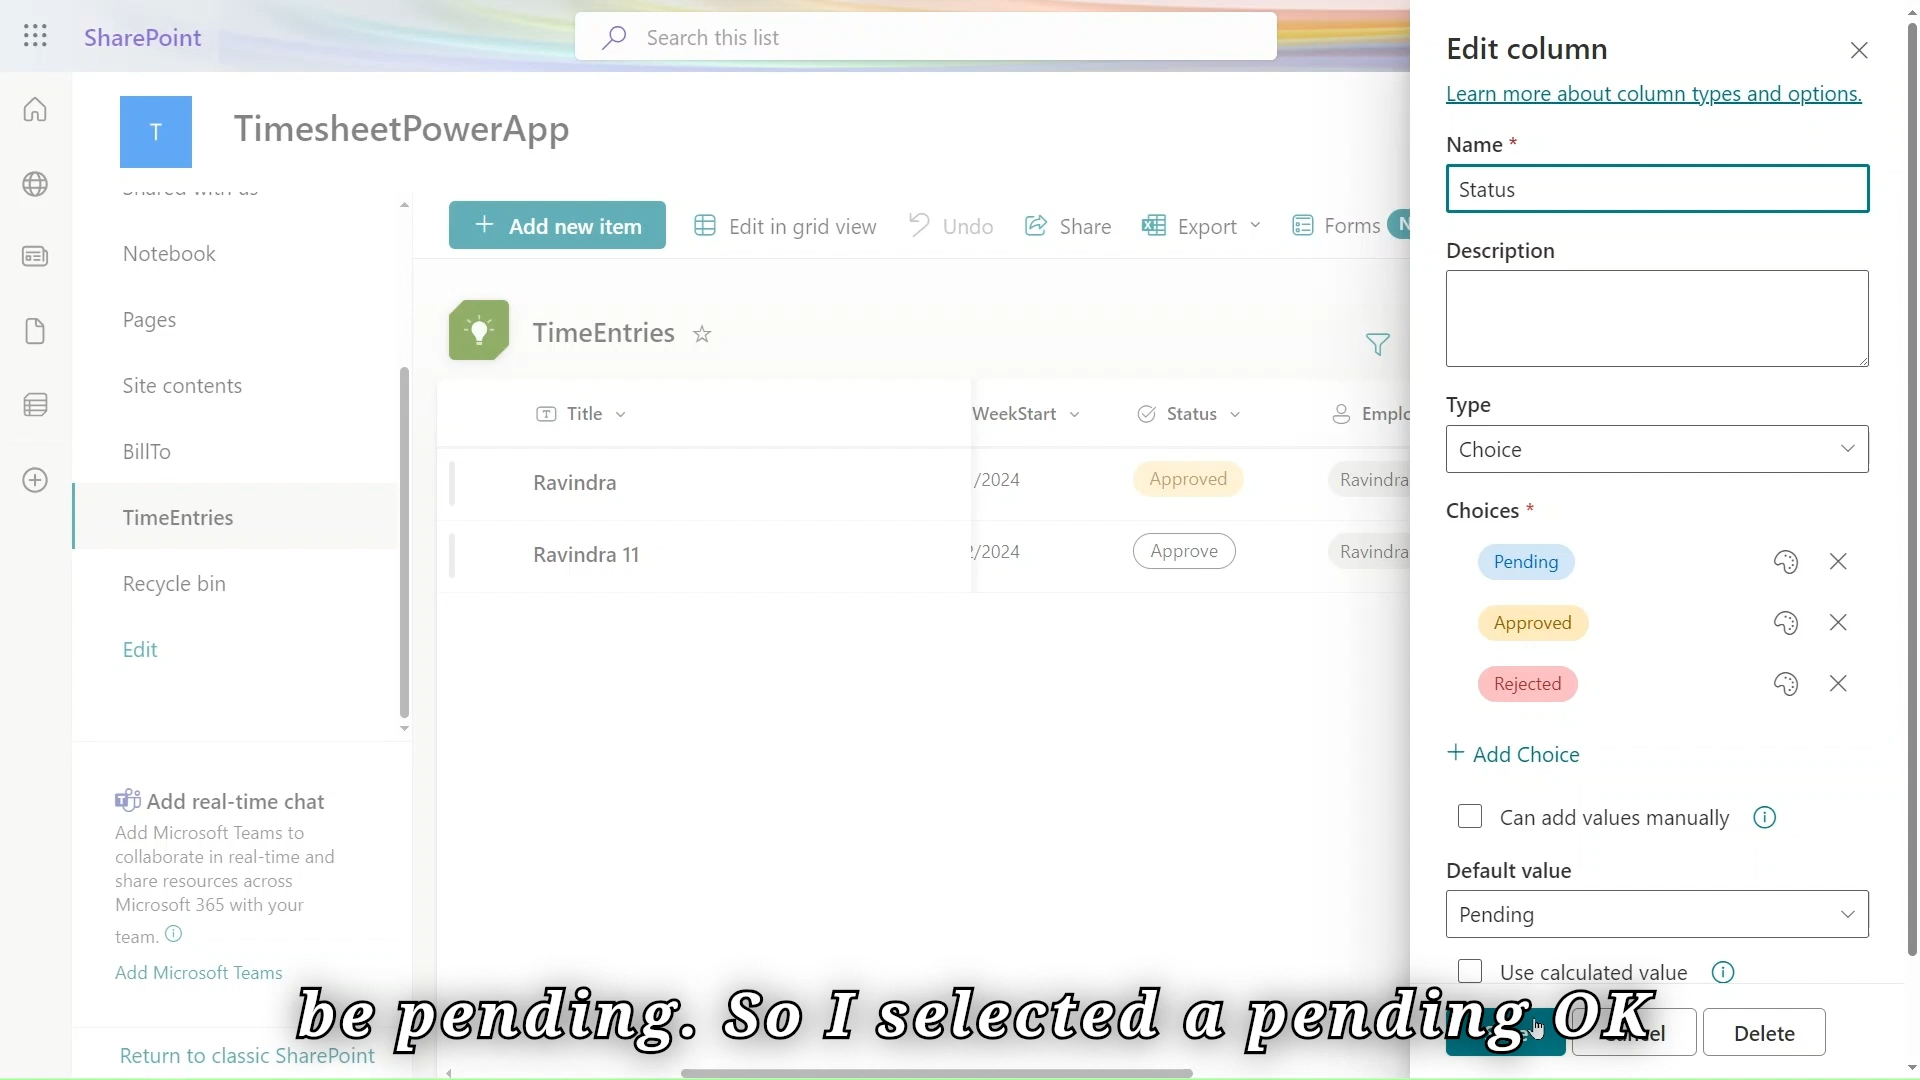 SharePoint
Search this list
T
TimesheetPowerApp
Shared with us
Notebook
Pages
Site contents
BillTo
TimeEntries
Recycle bin
Edit
Add real-time chat
Add Microsoft Teams to
collaborate in real-time and
share resources across
Microsoft 365 with your
team.
Add Microsoft Teams
Return to classic SharePoint
Add new item
Edit in grid view
Undo
Share
Export
Forms
TimeEntries
Title
WeekStart
Status
Emplo
Ravindra
/2024
Approved
Ravindra
Ravindra 11
/2024
Approve
Ravindra
Edit column
Learn more about column types and options.
Name *
Status
Description
Type
Choice
Choices *
Pending
Approved
Rejected
+ Add Choice
Can add values manually
Default value
Pending
Use calculated value
Delete
be pending. So I selected a pending OK